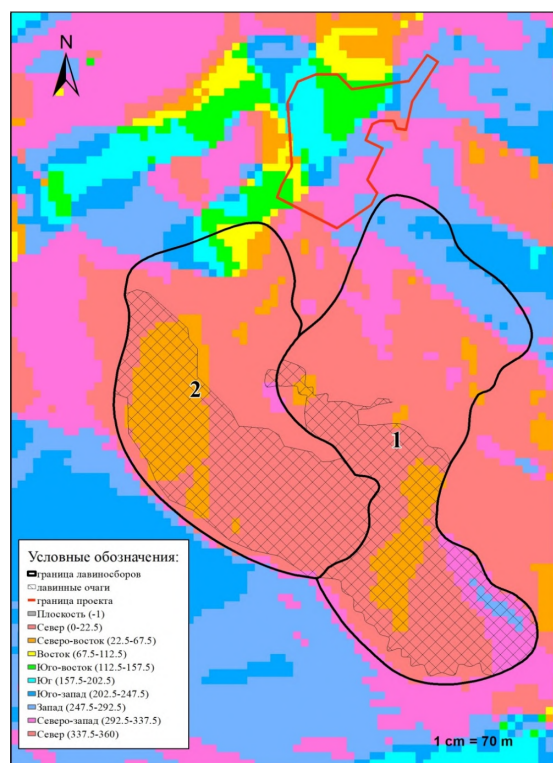 N
2
1
Условные обозначения:
граница лавиносборов
лавинные очаги
граница проекта
Плоскость (-1)
Север (0-22.5)
Северо-восток (22.5-67.5)
Восток (67.5-112.5)
Юго-восток (112.5-157.5)
Юг (157.5-202.5)
Юго-запад (202.5-247.5)
Запад (247.5-292.5)
Северо-запад (292.5-337.5)
Север (337.5-360)
1 cm = 70 m